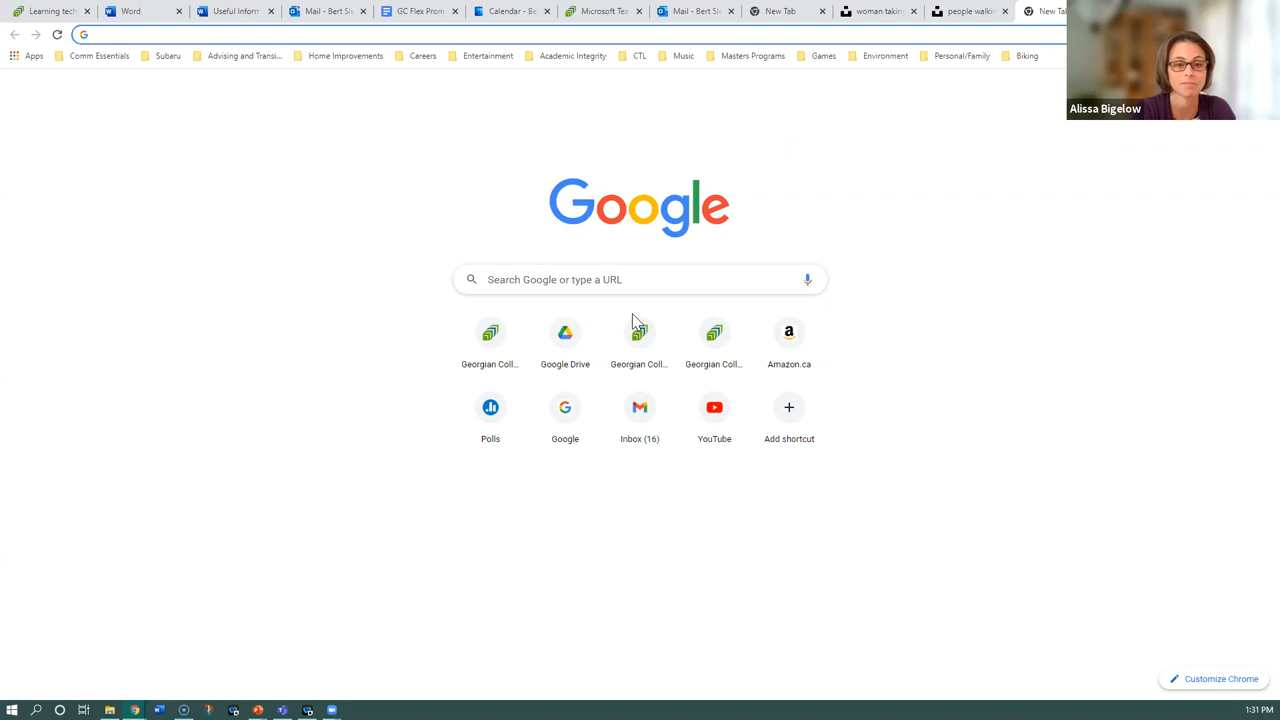 Learning tech Word Useful Inform Mail - Bert Sl GC Flex Prom Calendar - Be Microsoft Tea Mail - Bert Sl New Tab woman taking people walki New Ta
Apps Comm Essentials Subaru Advising and Transi... Home Improvements Careers Entertainment Academic Integrity CTL Music Masters Programs Games Environment Personal/Family Biking
Alissa Bigelow
Google
Search Google or type a URL
Georgian Coll... Google Drive Georgian Coll... Georgian Coll... Amazon.ca
Polls Google Inbox (16) YouTube Add shortcut
Customize Chrome
1:31 PM